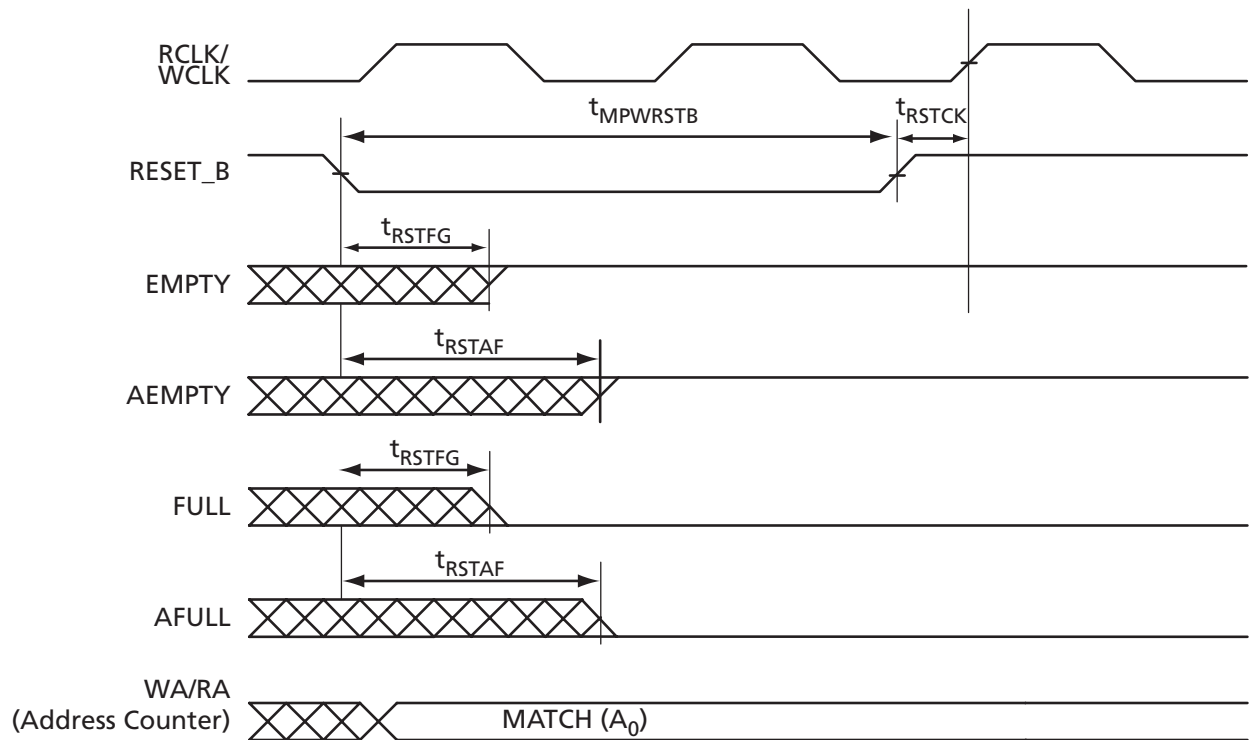 RCLK/
WCLK
tMPWRSTB
tRSTCK
RESET_B
tRSTFG
EMPTY
tRSTAF
AEMPTY
tRSTFG
FULL
tRSTAF
AFULL
WA/RA
(Address Counter)
MATCH (A0)